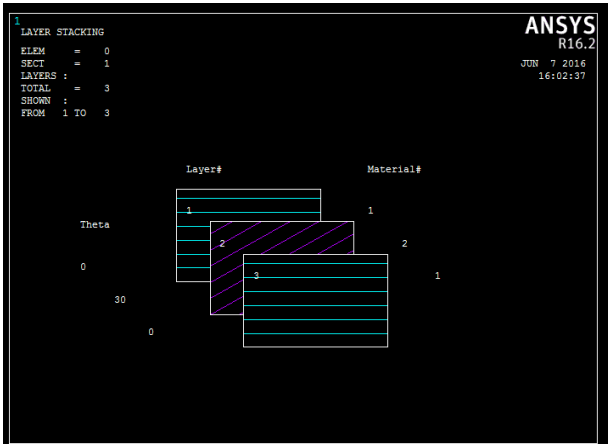 1
LAYER STACKING
ANSYS
R16.2
ELEM = 0
SECT = 1
LAYERS :
TOTAL = 3
SHOWN :
FROM 1 TO 3
JUN 7 2016
16:02:37
Layer# Material#
1 1
Theta
2 2
0 3 1
30
0